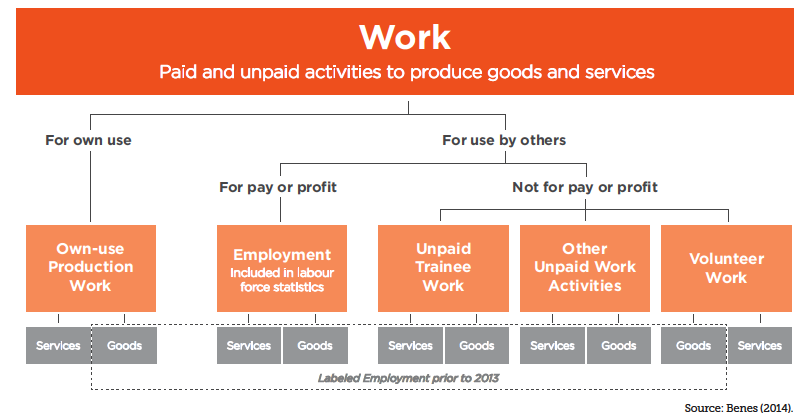 Work
Paid and unpaid activities to produce goods and services
For own use
For use by others
For pay or profit
Not for pay or profit
Own-use
Production
Work
Employment
Included in labour
force statistics
Unpaid
Trainee
Work
Other
Unpaid Work
Activities
Volunteer
Work
Services
Goods
Services
Goods
Services
Goods
Services
Goods
Goods
Services
Labeled Employment prior to 2013
Source: Benes (2014).